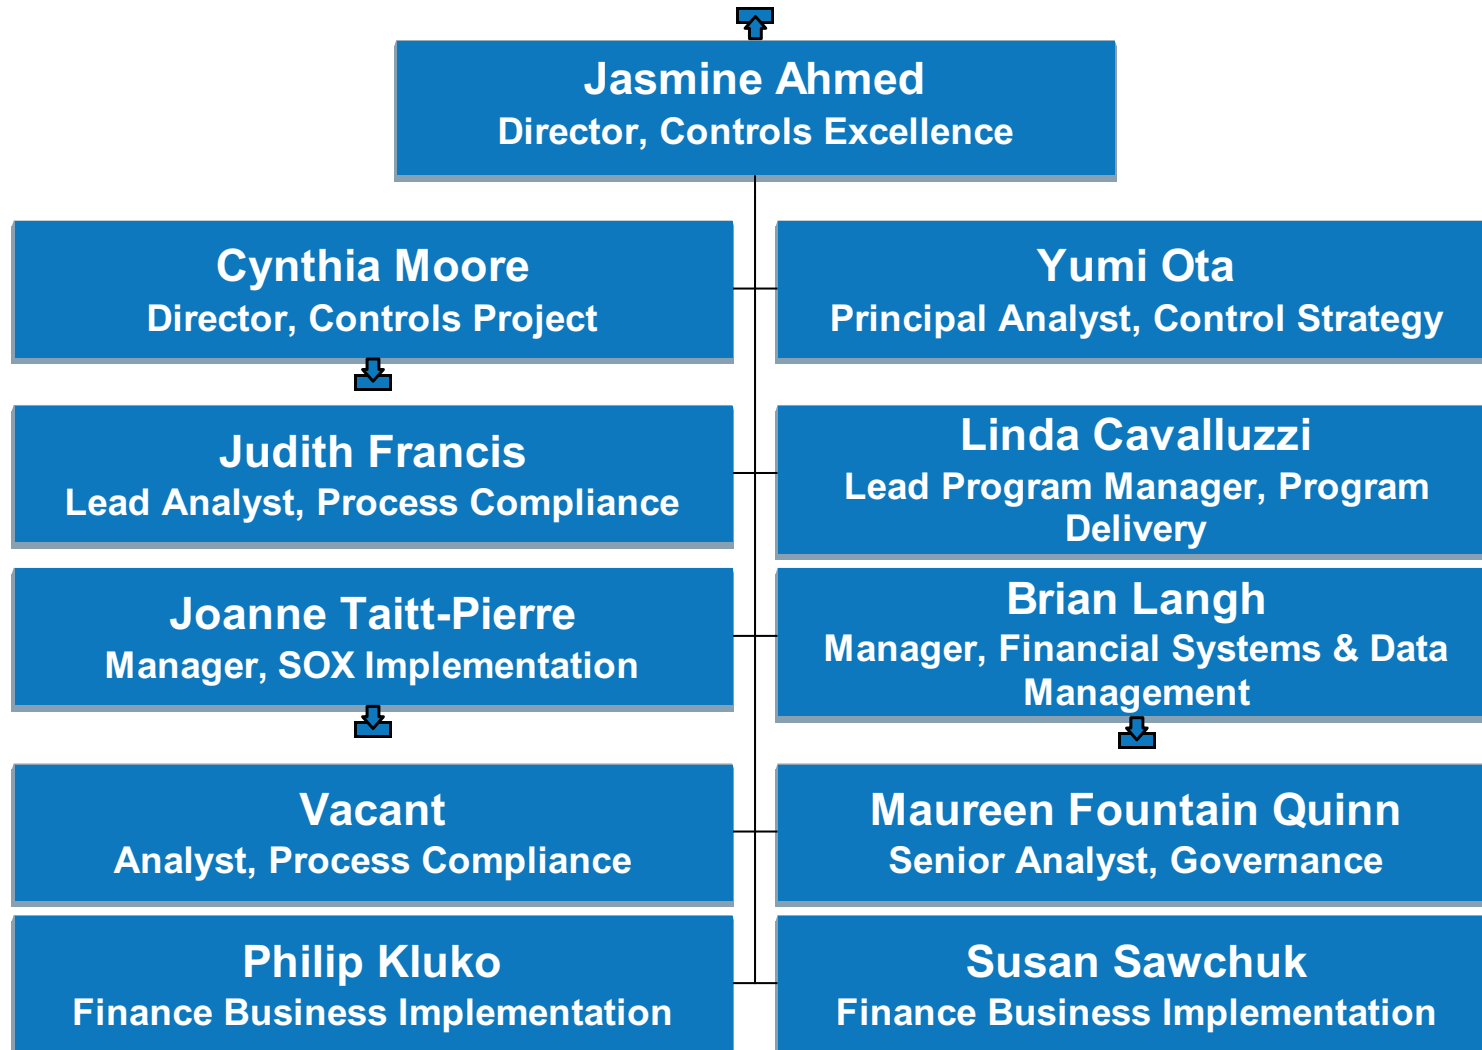 Jasmine Ahmed
Director, Controls Excellence
Cynthia Moore
Director, Controls Project
Yumi Ota
Principal Analyst, Control Strategy
Judith Francis
Lead Analyst, Process Compliance
Linda Cavalluzzi
Lead Program Manager, Program
Delivery
Joanne Taitt-Pierre
Manager, SOX Implementation
Brian Langh
Manager, Financial Systems & Data
Management
Vacant
Analyst, Process Compliance
Maureen Fountain Quinn
Senior Analyst, Governance
Philip Kluko
Finance Business Implementation
Susan Sawchuk
Finance Business Implementation